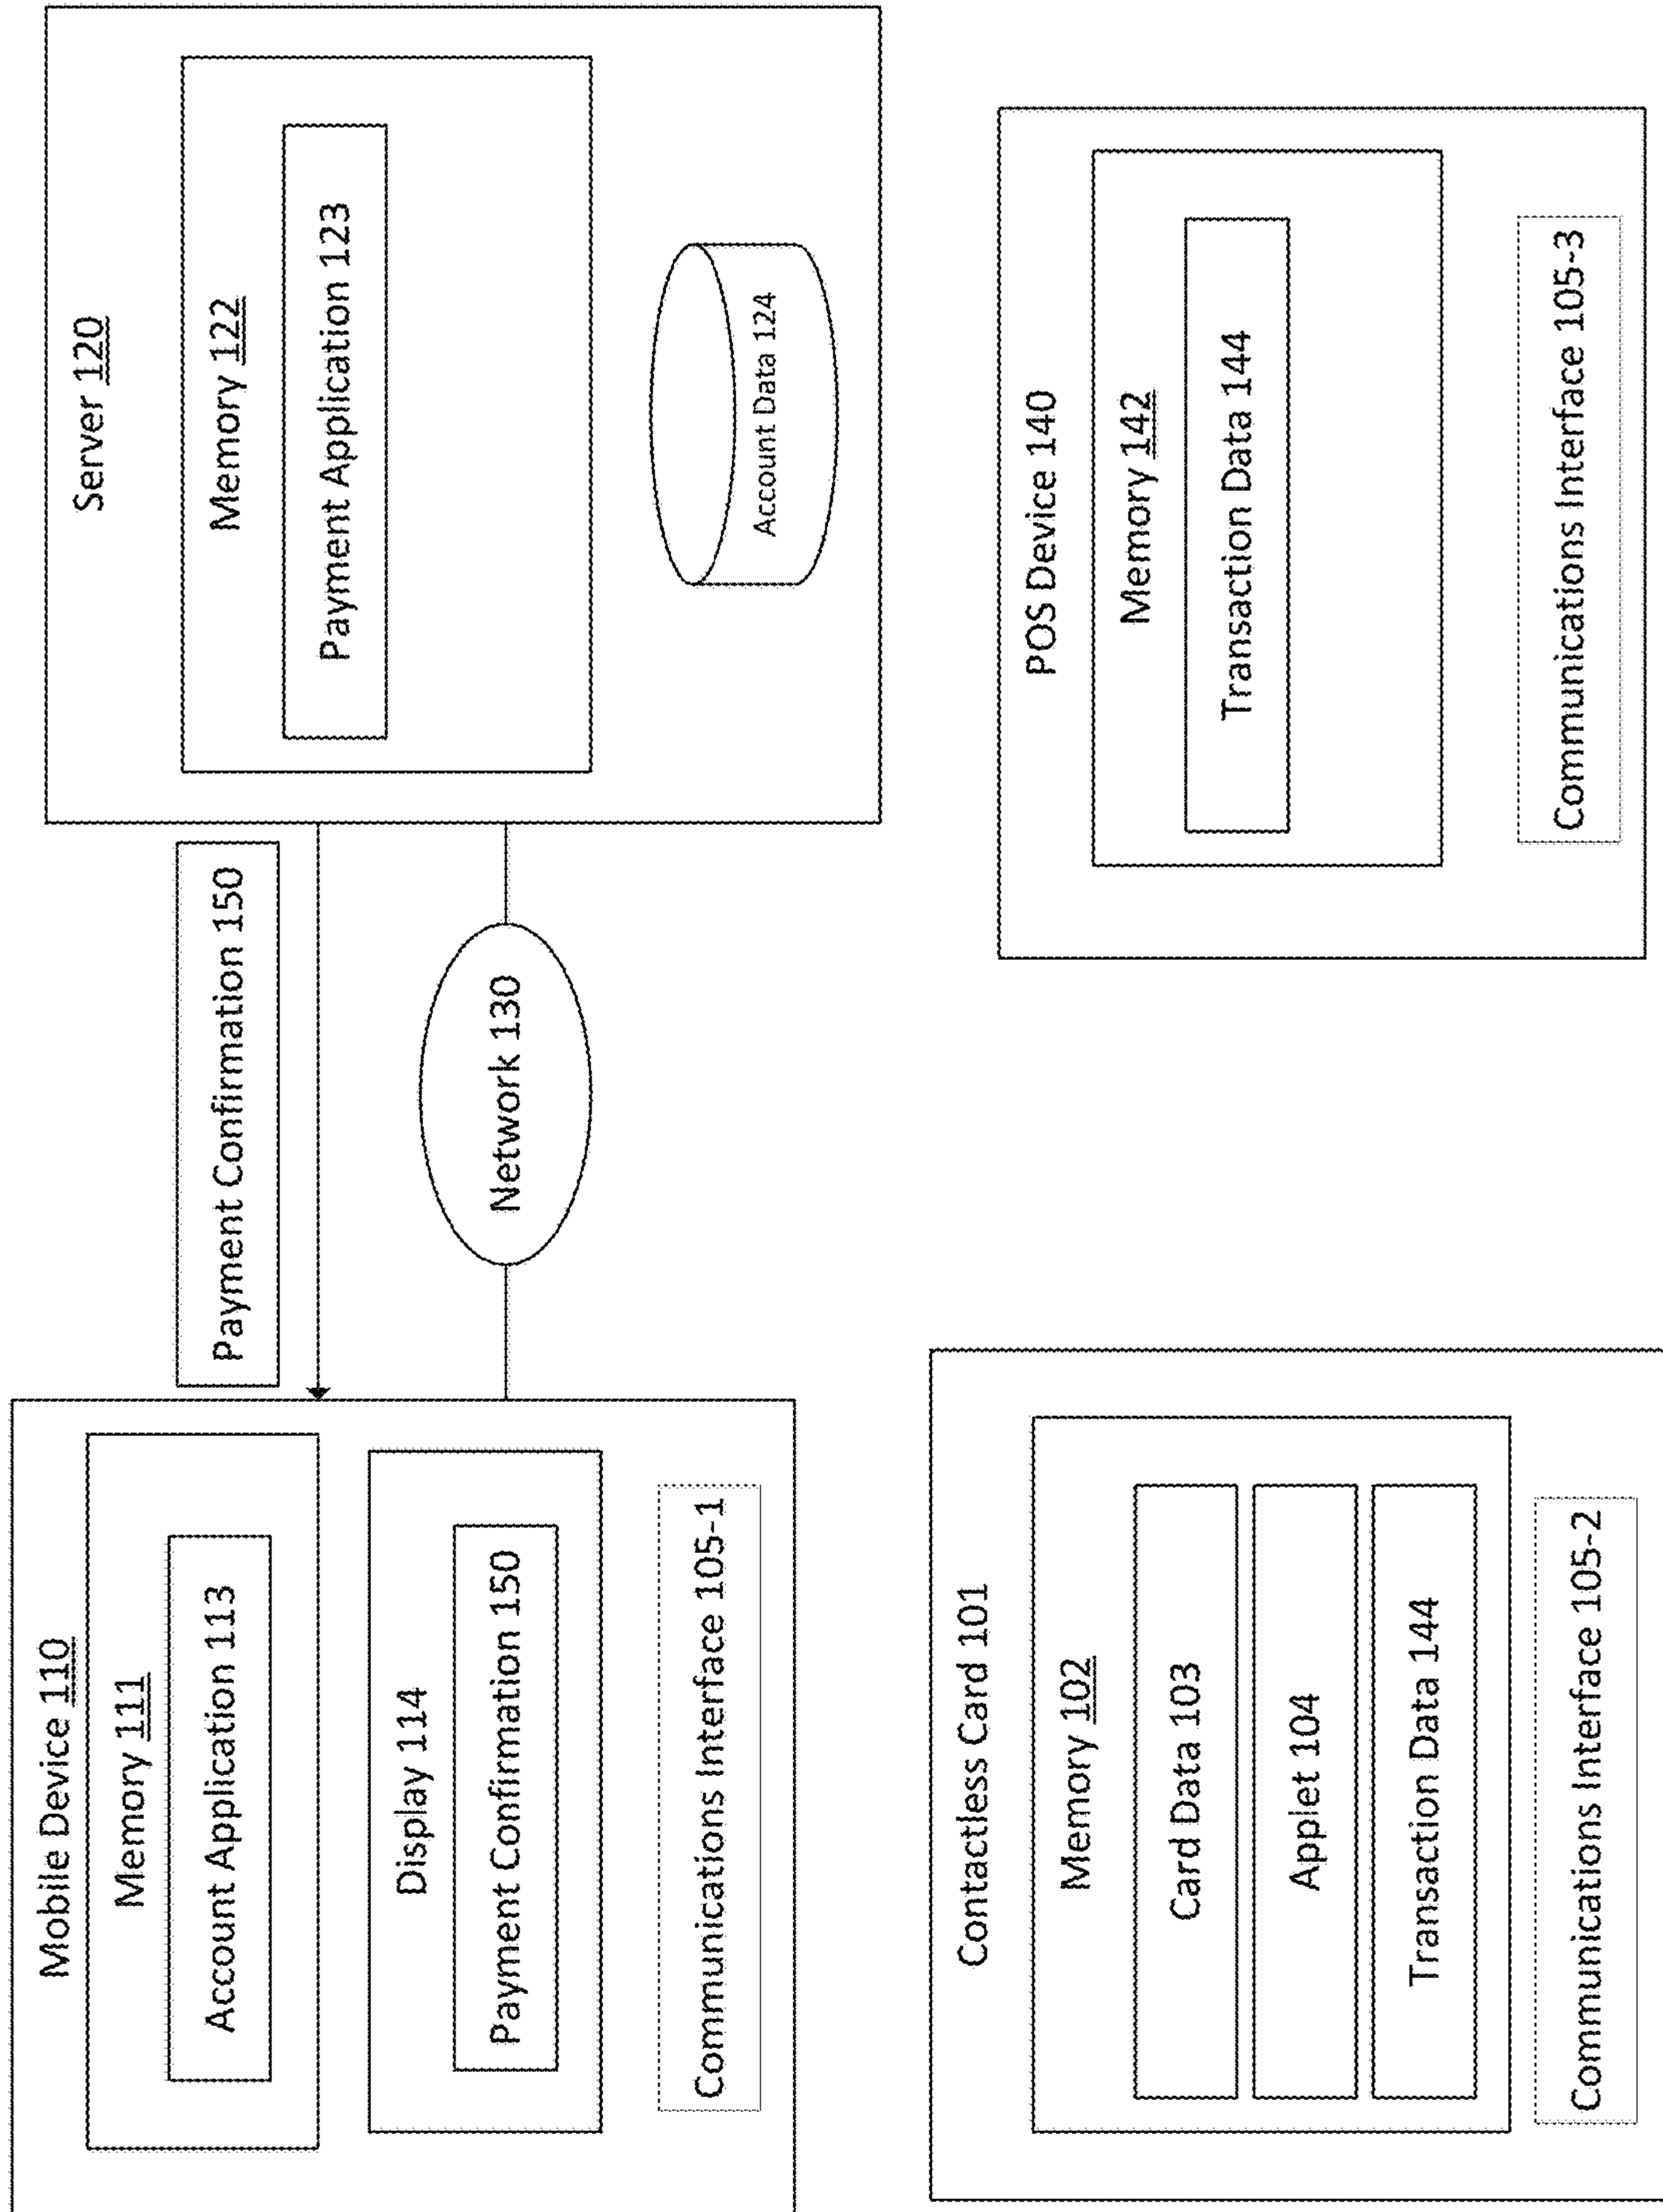 Mobile Device 110
Memory 111
Account Application 113
Display 114
Payment Confirmation 150
Communications Interface 105-1
Payment Confirmation 150
Network 130
Server 120
Memory 122
Payment Application 123
Account Data 124
Contactless Card 101
Memory 102
Card Data 103
Applet 104
Transaction Data 144
Communications Interface 105-2
POS Device 140
Memory 142
Transaction Data 144
Communications Interface 105-3